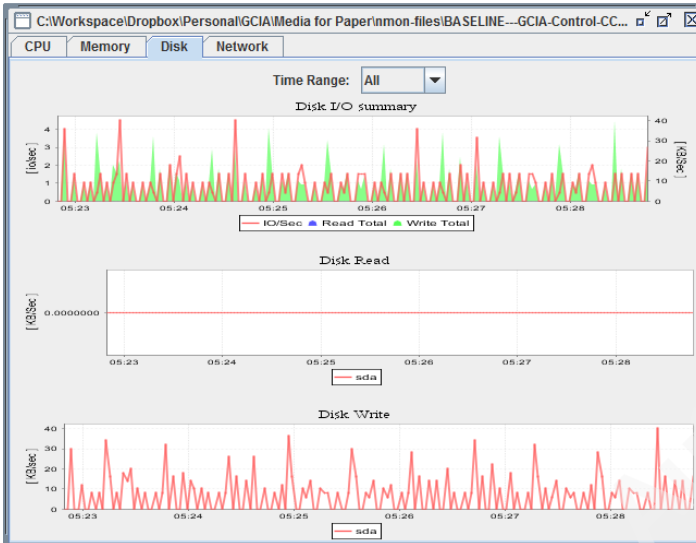 C:\Workspace\Dropbox\Personal\GCIA\Media for Paper\nmon-files\BASELINE---GCIA-Control-CC...
CPU Memory Disk Network
Time Range: All
Disk I/O summary
[Io/sec]
4
3
2
1
0
40
30
20
10
0
[KB/Sec]
05:23 05:24 05:25 05:26 05:27 05:28
IO/Sec Read Total Write Total
Disk Read
[KB/Sec]
0.0000000
05:23 05:24 05:25 05:26 05:27 05:28
sda
Disk Write
[KB/sec]
40
30
20
10
0
05:23 05:24 05:25 05:26 05:27 05:28
sda